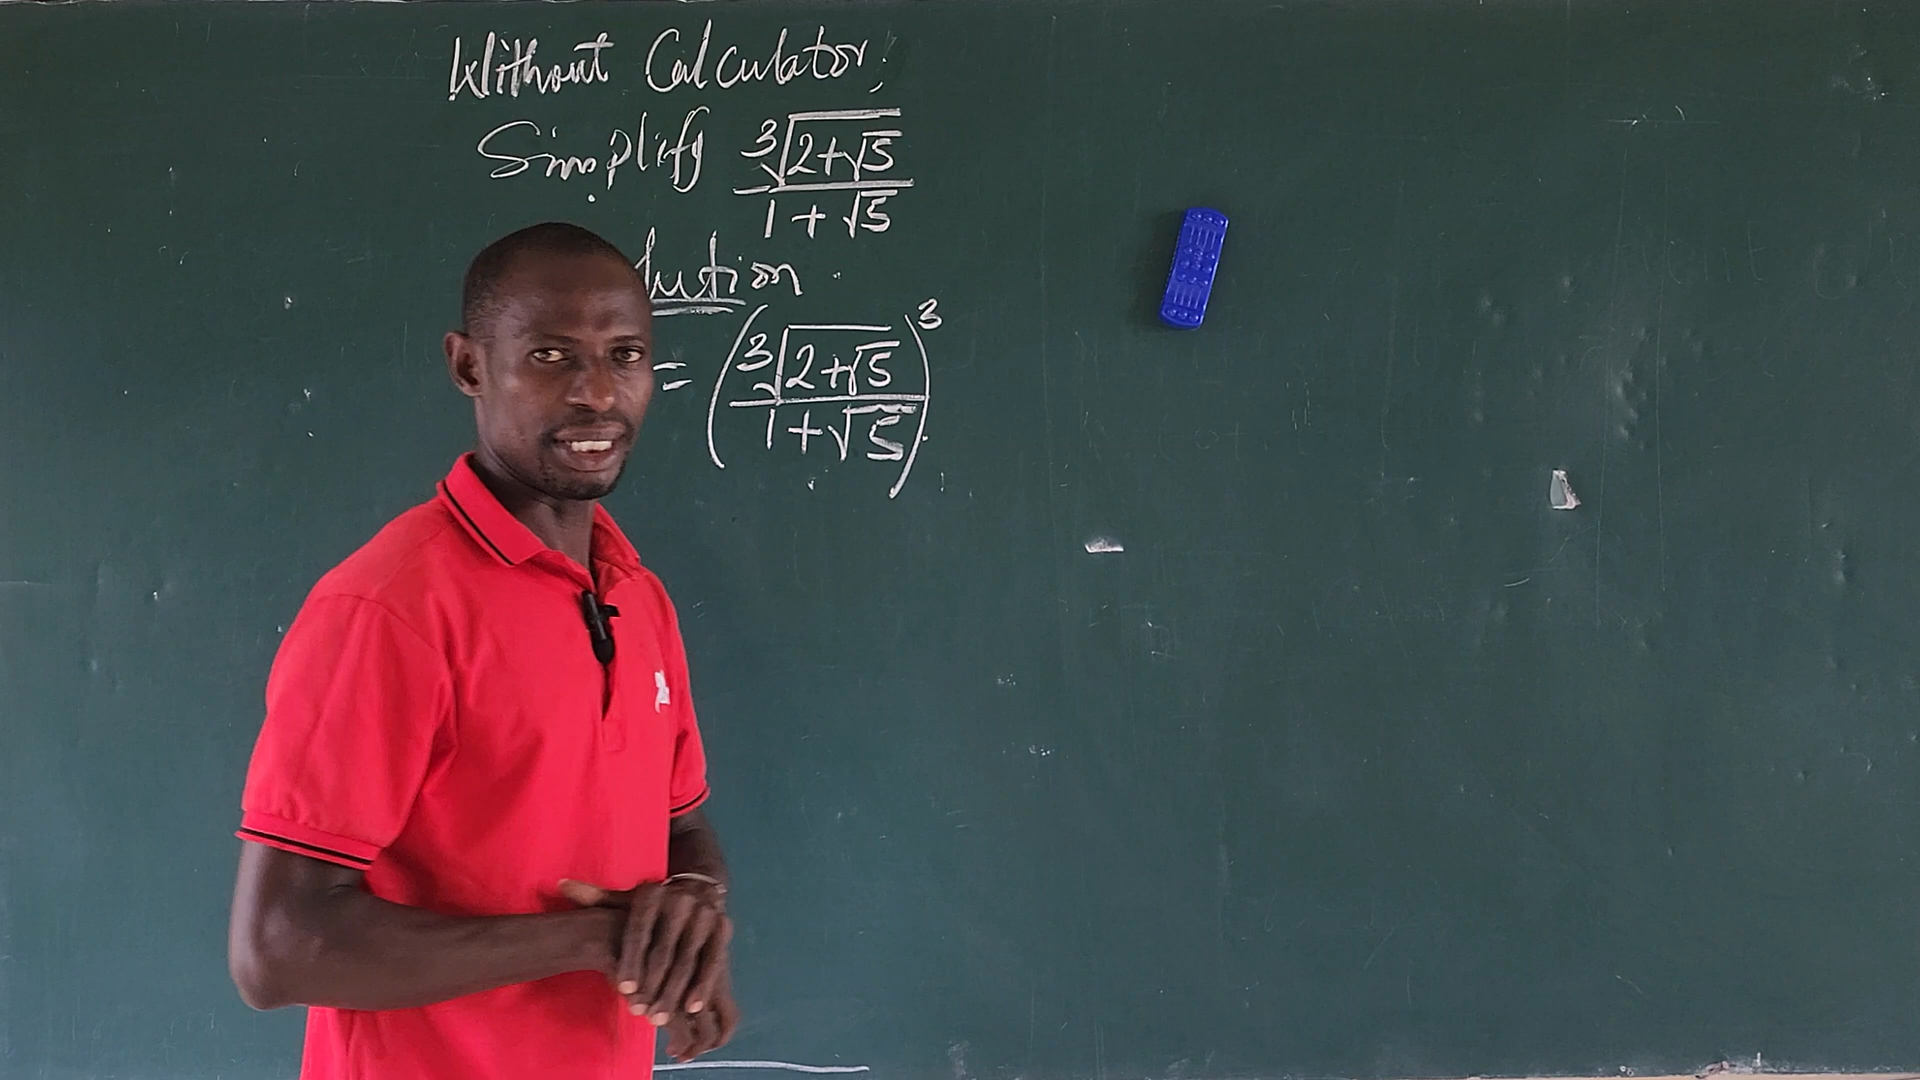 Without Calculator;
Simplify ∛(2+√5) / (1+√5)
lution
= (∛(2+√5) / (1+√5))³